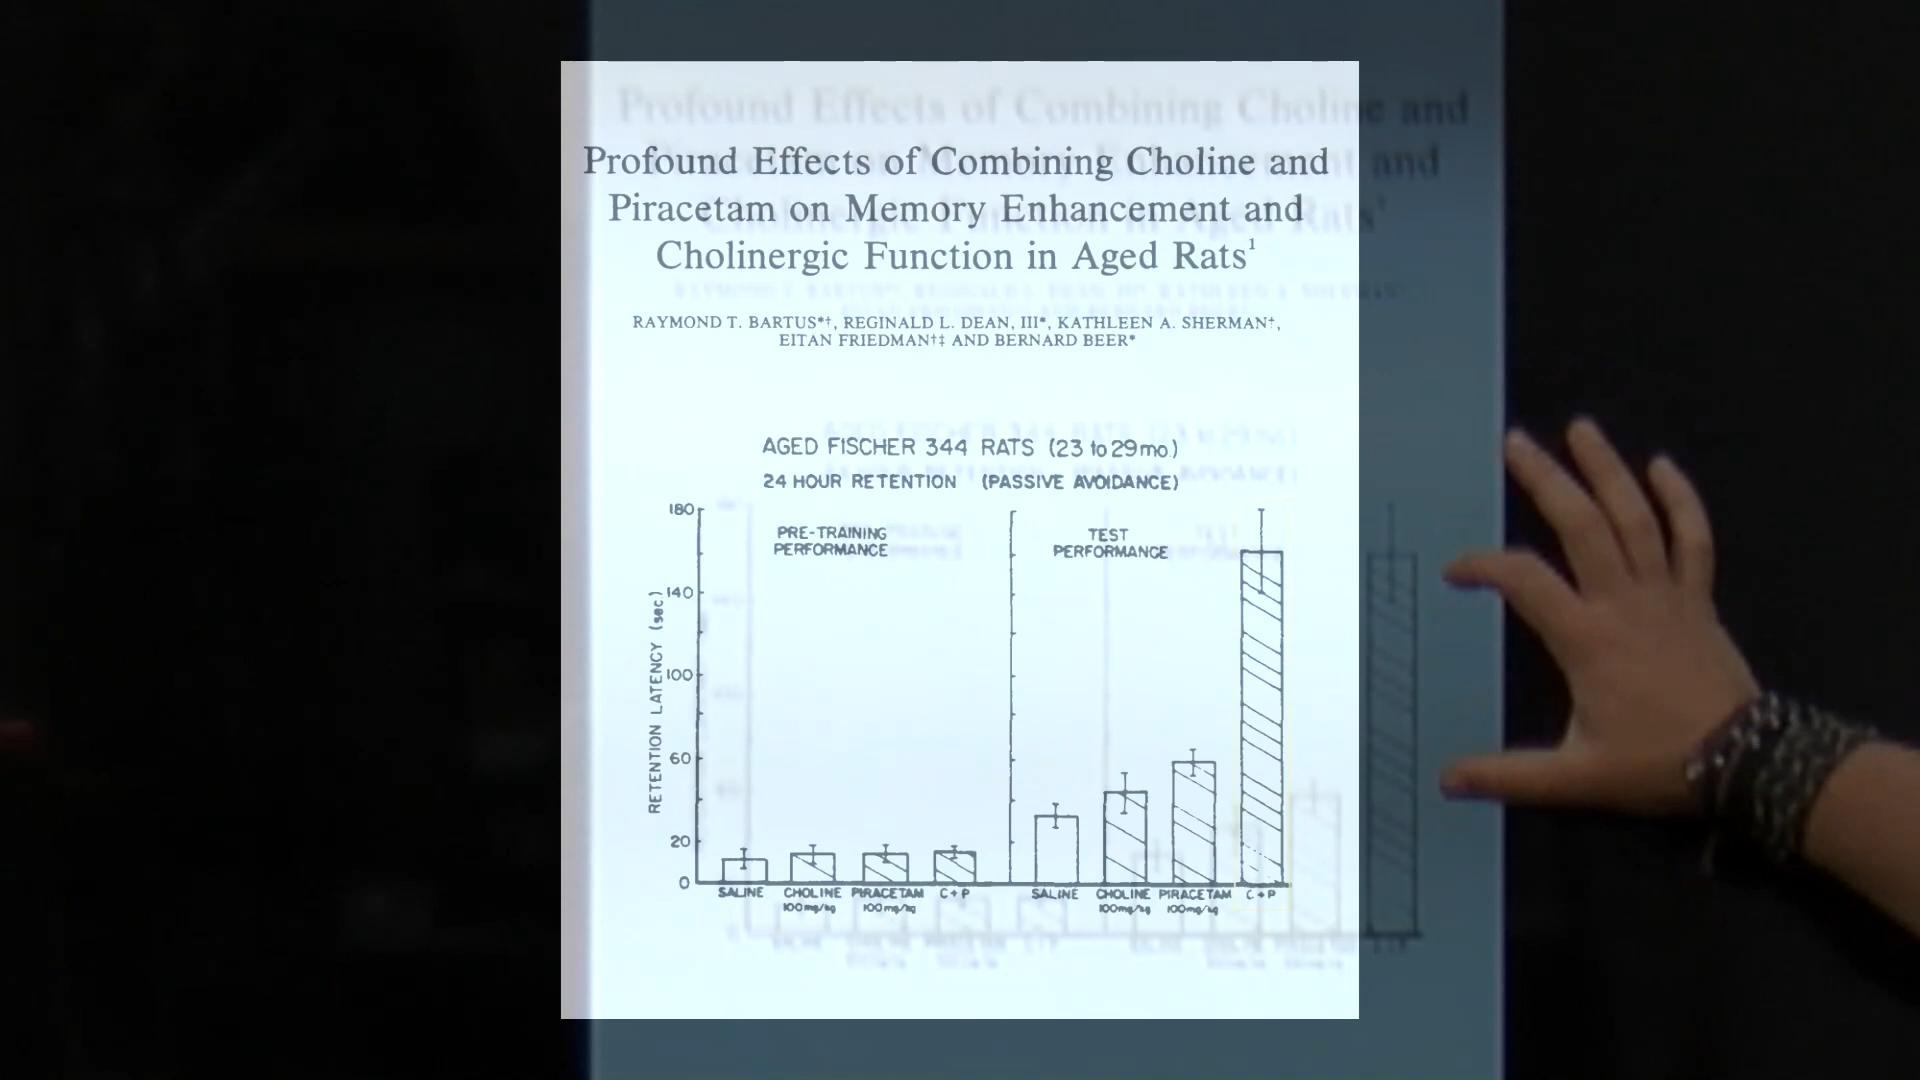 Profound Effects of Combining Choline and
Piracetam on Memory Enhancement and
Cholinergic Function in Aged Rats¹
RAYMOND T. BARTUS*†, REGINALD L. DEAN, III*, KATHLEEN A. SHERMAN†,
EITAN FRIEDMAN†‡ AND BERNARD BEER*
AGED FISCHER 344 RATS (23 to 29 mo.)
24 HOUR RETENTION (PASSIVE AVOIDANCE)
RETENTION LATENCY (sec)
180
140
100
60
20
0
PRE-TRAINING
PERFORMANCE
TEST
PERFORMANCE
SALINE CHOLINE PIRACETAM C+P SALINE CHOLINE PIRACETAM C+P
100mg/kg 100mg/kg 100mg/kg 100mg/kg